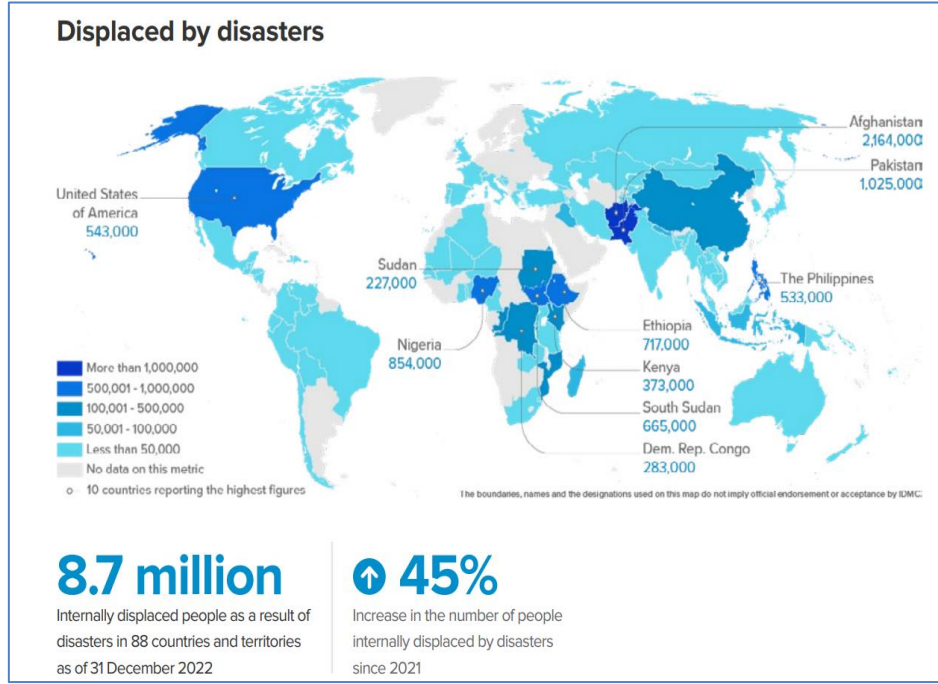 Displaced by disasters
Afghanistan
2,164,000
Pakistan
1,025,000
United States
of America
543,000
Sudan
227,000
The Philippines
533,000
Nigeria
854,000
Ethiopia
717,000
Kenya
373,000
South Sudan
665,000
Dem. Rep. Congo
283,000
More than 1,000,000
500,001 - 1,000,000
100,001 - 500,000
50,001 - 100,000
Less than 50,000
No data on this metric
10 countries reporting the highest figures
The boundaries, names and the designations used on this map do not imply official endorsement or acceptance by IDMC.
8.7 million
Internally displaced people as a result of
disasters in 88 countries and territories
as of 31 December 2022
45%
Increase in the number of people
internally displaced by disasters
since 2021